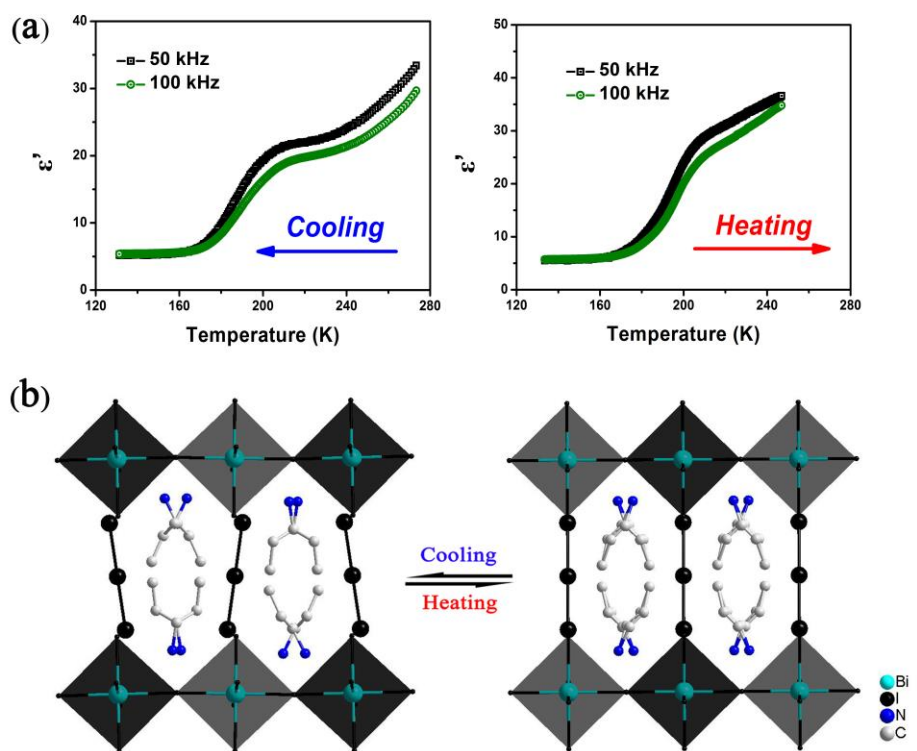 (a)
40
30
20
10
0
ε'
50 kHz
100 kHz
Cooling
120 160 200 240 280
Temperature (K)
50
40
30
20
10
0
ε'
50 kHz
100 kHz
Heating
120 160 200 240 280
Temperature (K)
(b)
Cooling
Heating
Bi
I
N
C